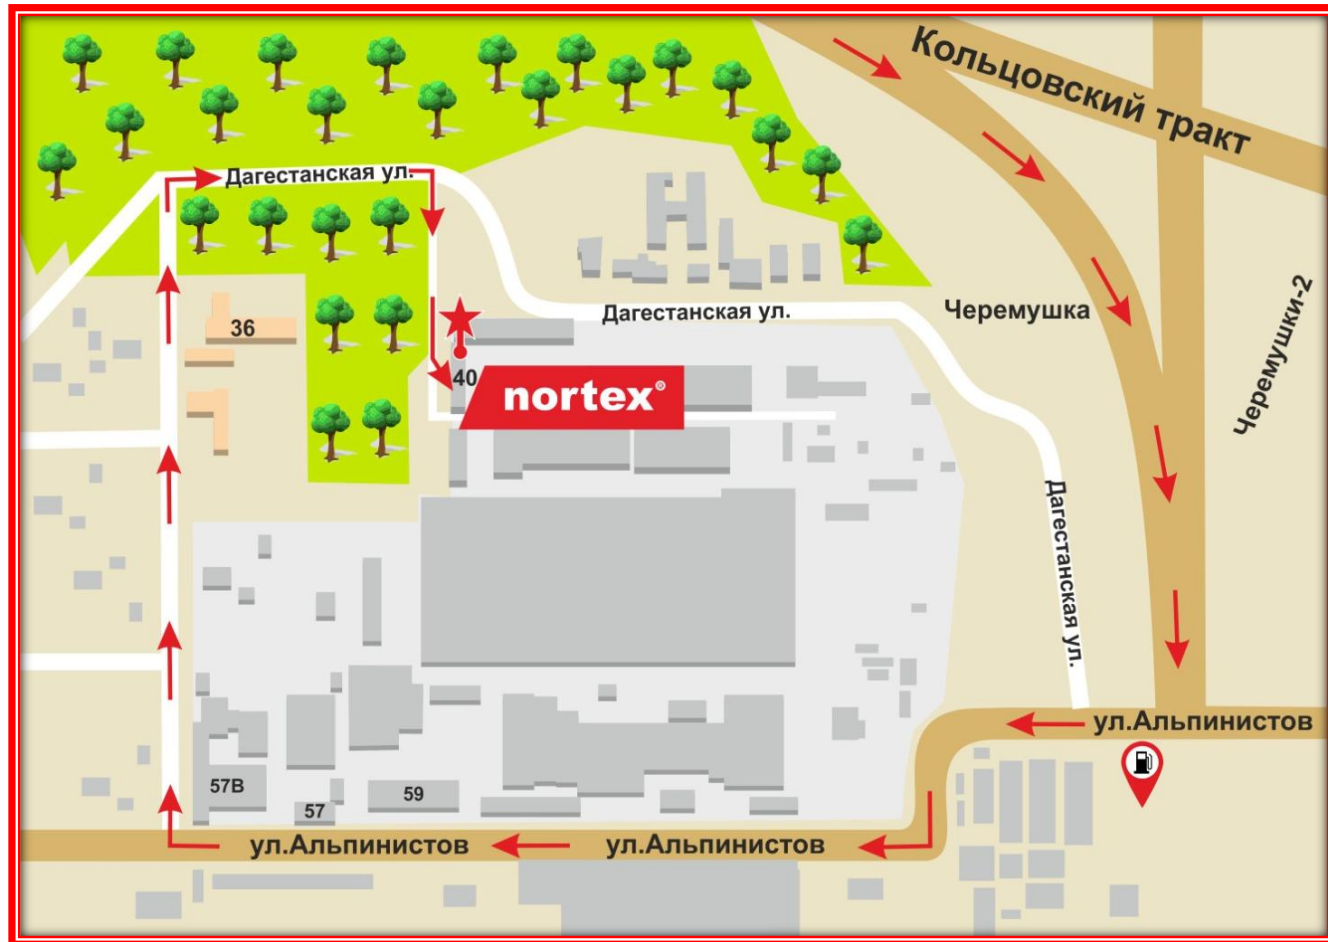 Кольцовский тракт
Дагестанская ул.
Черемушка
Черемушки-2
Дагестанская ул.
36
40
nortex®
Дагестанская ул.
ул.Альпинистов
57В
57
59
ул.Альпинистов
ул.Альпинистов